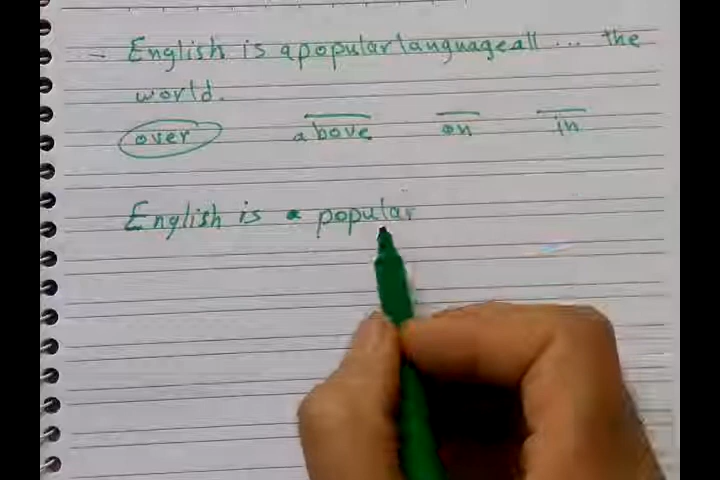 - English is a popular language all ... the
world.
over above on in
English is a popular